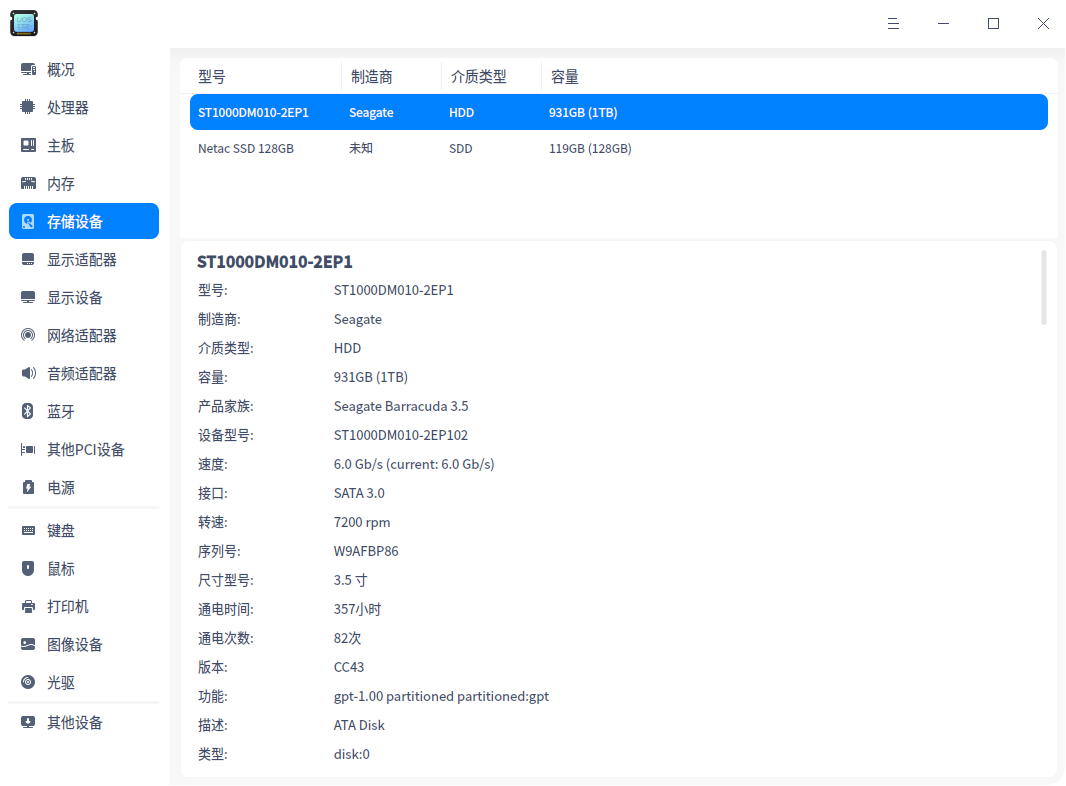 概况
处理器
主板
内存
存储设备
显示适配器
显示设备
网络适配器
音频适配器
蓝牙
其他PCI设备
电源
键盘
鼠标
打印机
图像设备
光驱
其他设备
型号 制造商 介质类型 容量
ST1000DM010-2EP1 Seagate HDD 931GB (1TB)
Netac SSD 128GB 未知 SDD 119GB (128GB)
ST1000DM010-2EP1
型号: ST1000DM010-2EP1
制造商: Seagate
介质类型: HDD
容量: 931GB (1TB)
产品家族: Seagate Barracuda 3.5
设备型号: ST1000DM010-2EP102
速度: 6.0 Gb/s (current: 6.0 Gb/s)
接口: SATA 3.0
转速: 7200 rpm
序列号: W9AFBP86
尺寸型号: 3.5 寸
通电时间: 357小时
通电次数: 82次
版本: CC43
功能: gpt-1.00 partitioned partitioned:gpt
描述: ATA Disk
类型: disk:0